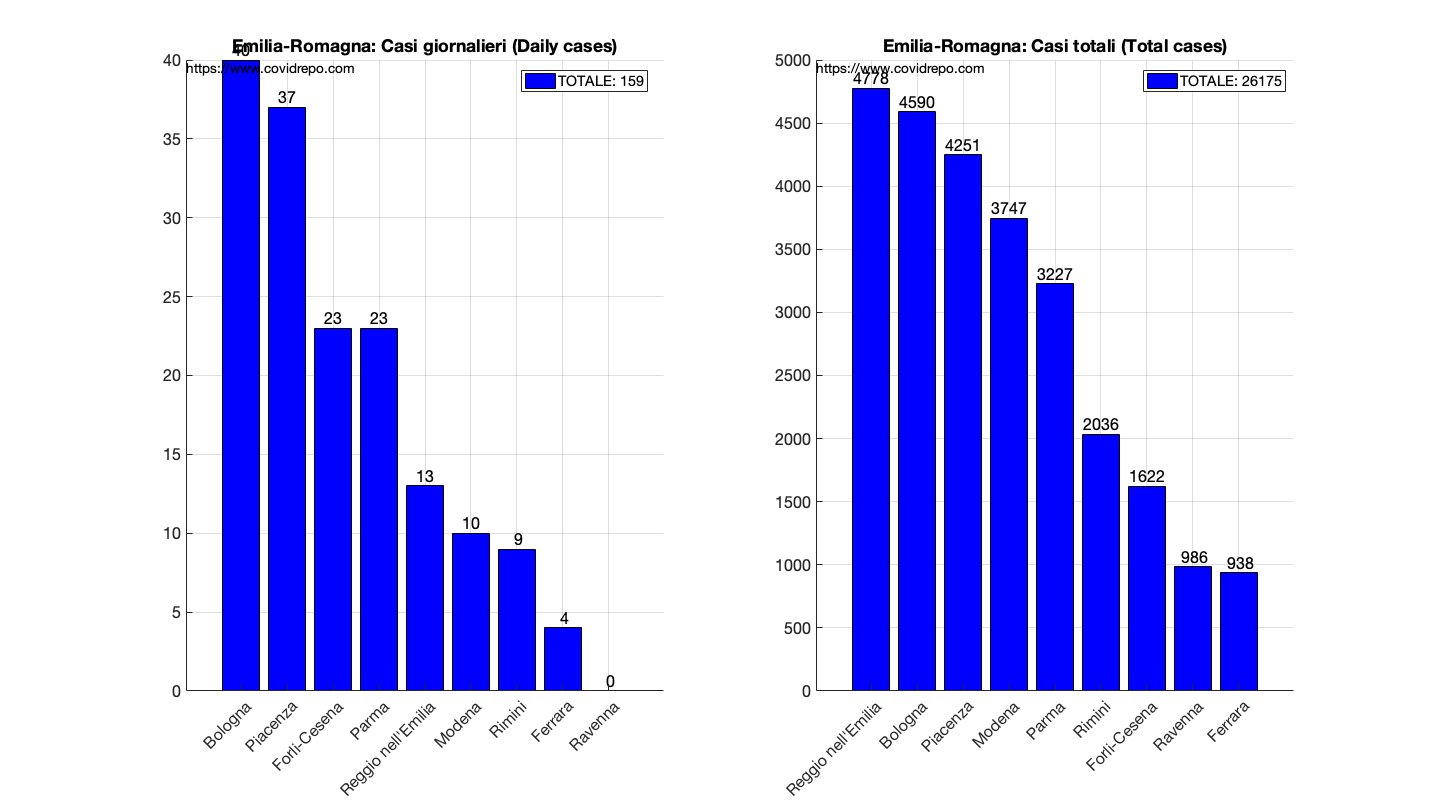 Emilia-Romagna: Casi giornalieri (Daily cases)
https://www.covidrepo.com
TOTALE: 159
40
35
30
25
20
15
10
5
0
40
37
23
23
13
10
9
4
0
Bologna
Piacenza
Forlì-Cesena
Parma
Reggio nell'Emilia
Modena
Rimini
Ferrara
Ravenna
Emilia-Romagna: Casi totali (Total cases)
https://www.covidrepo.com
TOTALE: 26175
5000
4500
4000
3500
3000
2500
2000
1500
1000
500
0
4778
4590
4251
3747
3227
2036
1622
986
938
Reggio nell'Emilia
Bologna
Piacenza
Modena
Parma
Rimini
Forlì-Cesena
Ravenna
Ferrara